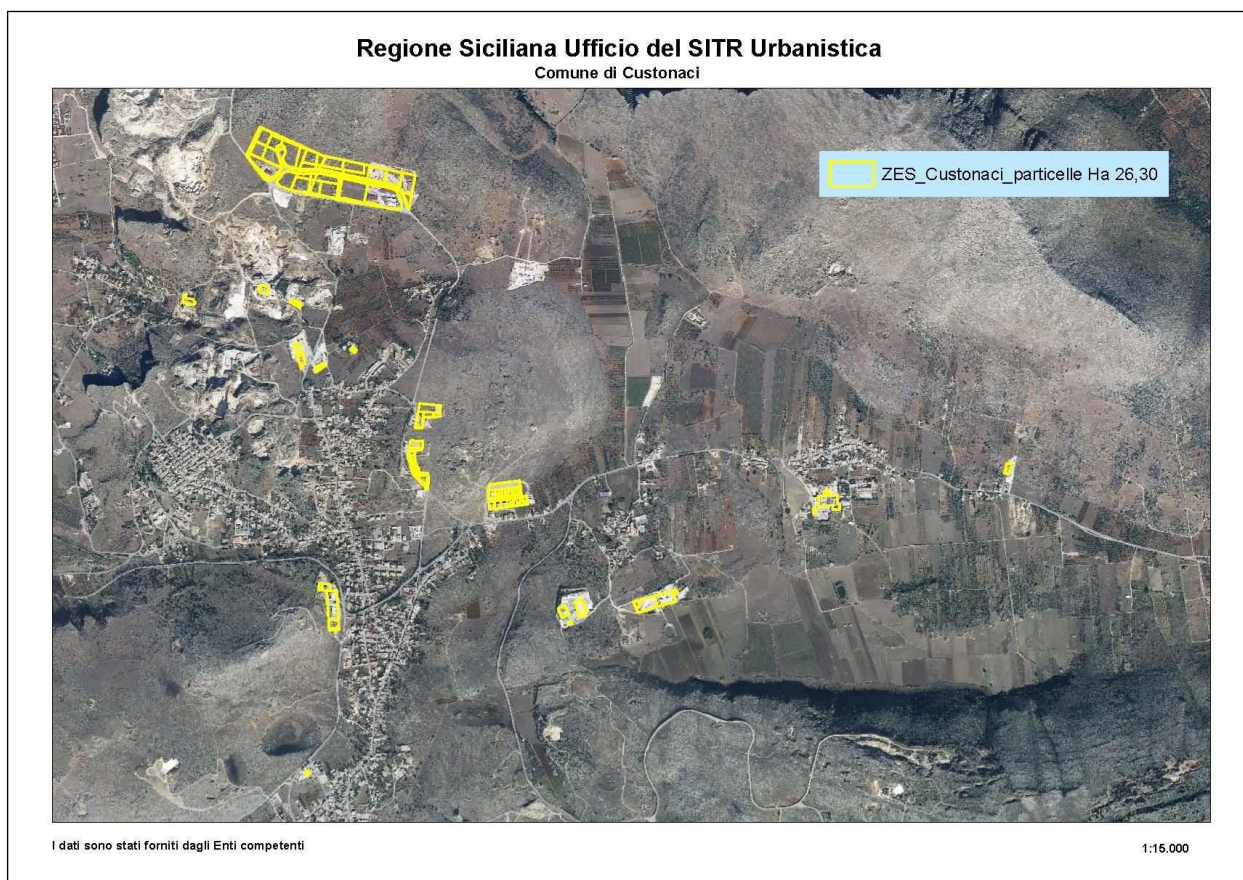 Regione Siciliana Ufficio del SITR Urbanistica
Comune di Custonaci
ZES_Custonaci_particelle Ha 26,30
I dati sono stati forniti dagli Enti competenti
1:15.000